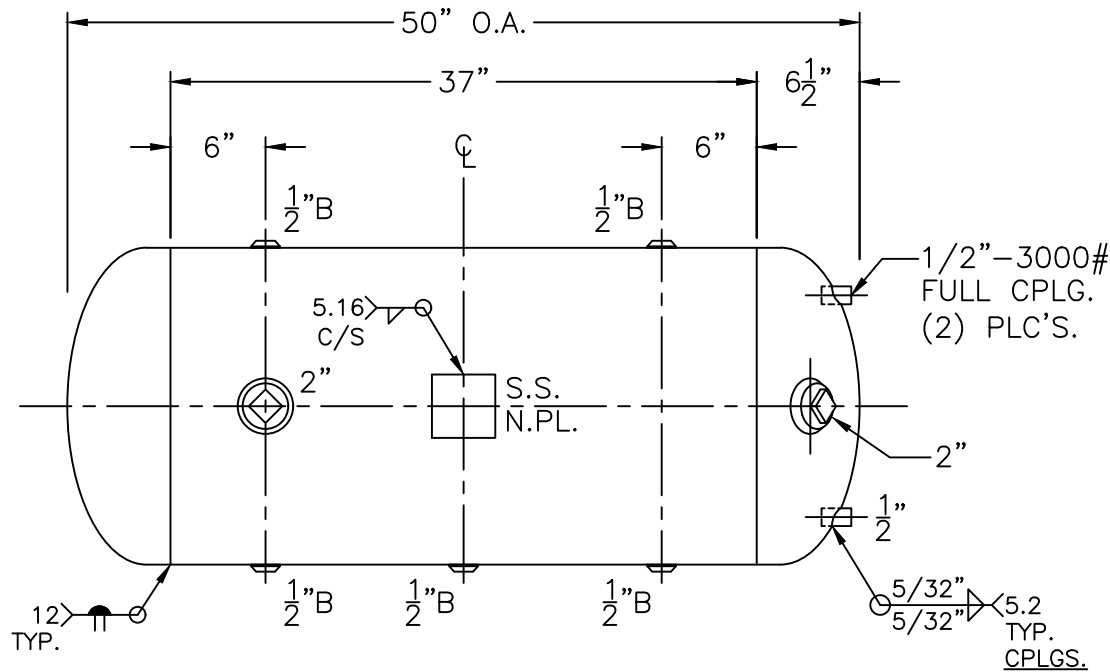 50" O.A.
37"
6 1/2"
6"
℄
6"
1/2"B
1/2"B
1/2"-3000#
FULL CPLG.
(2) PLC'S.
5.16
C/S
2"
S.S.
N.PL.
2"
1/2"
1/2"B
1/2"B
1/2"B
12
TYP.
5/32"
5/32"
5.2
TYP.
CPLGS.